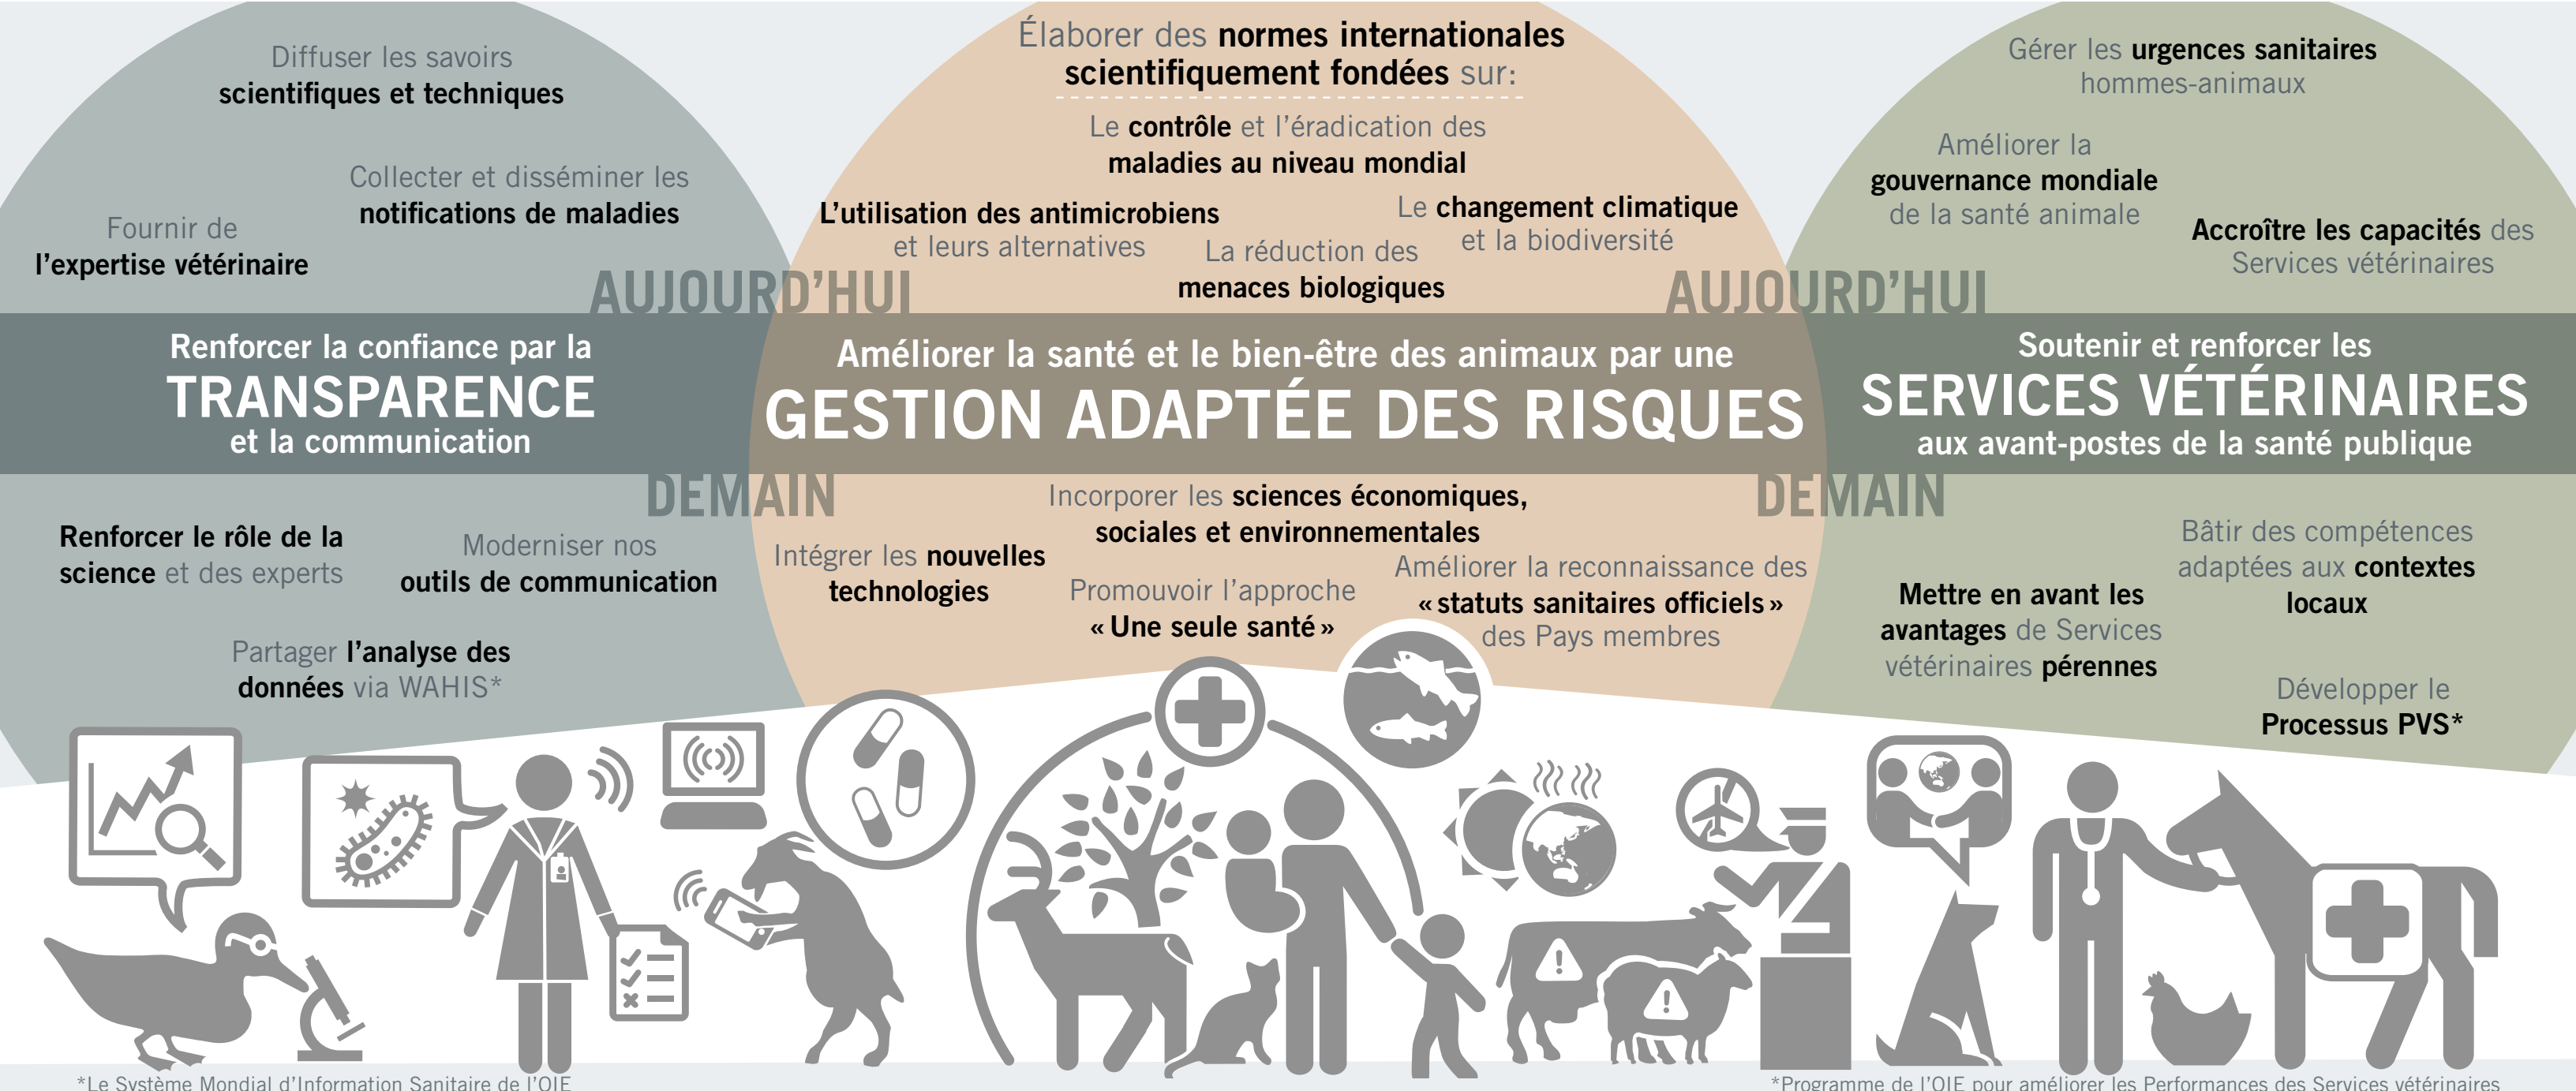 Diffuser les savoirs
scientifiques et techniques
Collecter et disséminer les
notifications de maladies
Fournir de
l’expertise vétérinaire
AUJOURD’HUI
Renforcer la confiance par la
TRANSPARENCE
et la communication
DEMAIN
Renforcer le rôle de la
science et des experts
Moderniser nos
outils de communication
Partager l’analyse des
données via WAHIS*
Élaborer des normes internationales
scientifiquement fondées sur:
Le contrôle et l’éradication des
maladies au niveau mondial
L’utilisation des antimicrobiens
et leurs alternatives
Le changement climatique
et la biodiversité
La réduction des
menaces biologiques
AUJOURD’HUI
Améliorer la santé et le bien-être des animaux par une
GESTION ADAPTÉE DES RISQUES
DEMAIN
Incorporer les sciences économiques,
sociales et environnementales
Intégrer les nouvelles
technologies
Promouvoir l’approche
« Une seule santé »
Améliorer la reconnaissance des
« statuts sanitaires officiels »
des Pays membres
Gérer les urgences sanitaires
hommes-animaux
Améliorer la
gouvernance mondiale
de la santé animale
Accroître les capacités des
Services vétérinaires
Soutenir et renforcer les
SERVICES VÉTÉRINAIRES
aux avant-postes de la santé publique
Bâtir des compétences
adaptées aux contextes
locaux
Mettre en avant les
avantages de Services
vétérinaires pérennes
Développer le
Processus PVS*
*Le Système Mondial d’Information Sanitaire de l’OIE
*Programme de l’OIE pour améliorer les Performances des Services vétérinaires